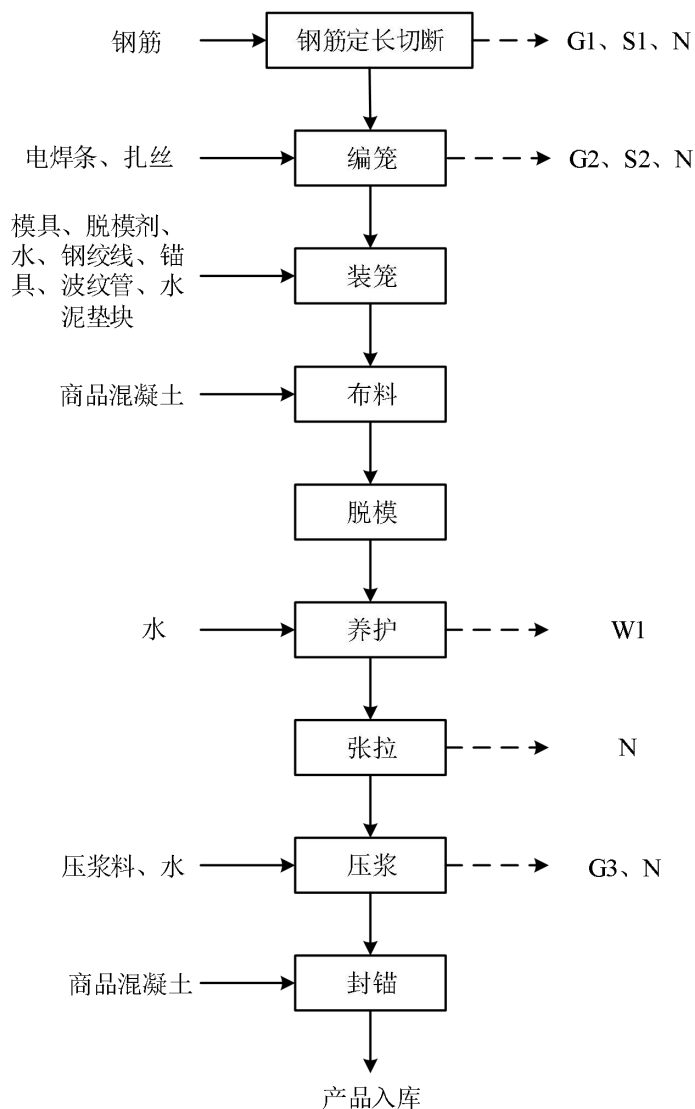 钢筋
钢筋定长切断
G1、S1、N
电焊条、扎丝
编笼
G2、S2、N
模具、脱模剂、
水、钢绞线、锚
具、波纹管、水
泥垫块
装笼
商品混凝土
布料
脱模
水
养护
W1
张拉
N
压浆料、水
压浆
G3、N
商品混凝土
封锚
产品入库